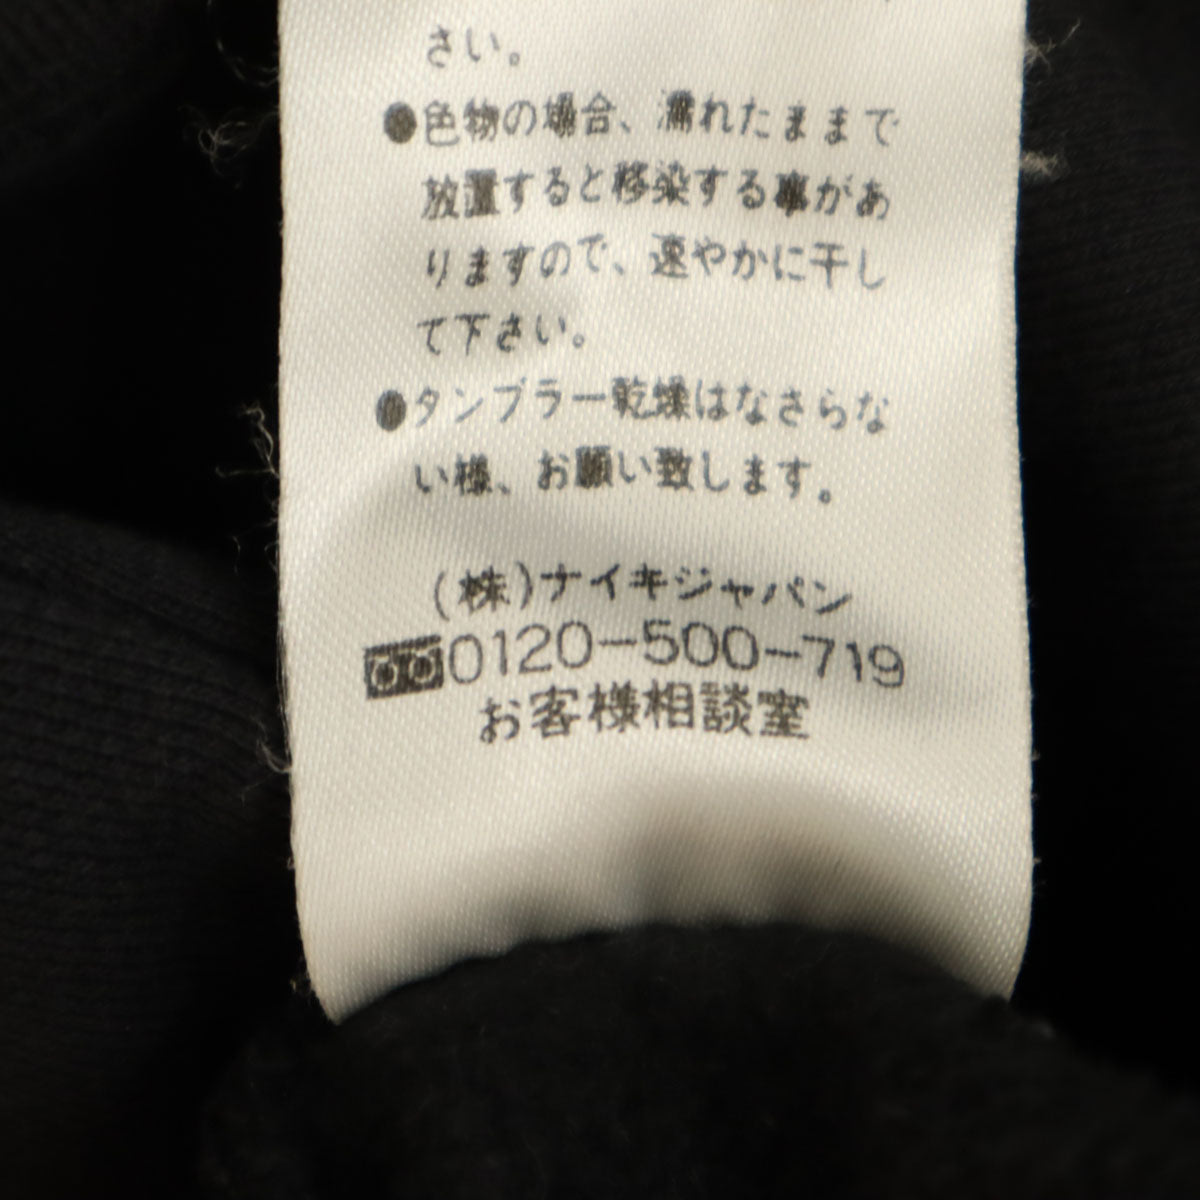 さい。
●色物の場合、濡れたままで
放置すると移染する事があ
りますので、速やかに干し
て下さい。
●タンブラー乾燥はなさらな
い様、お願い致します。
(株)ナイキジャパン
0120-500-719
お客様相談室